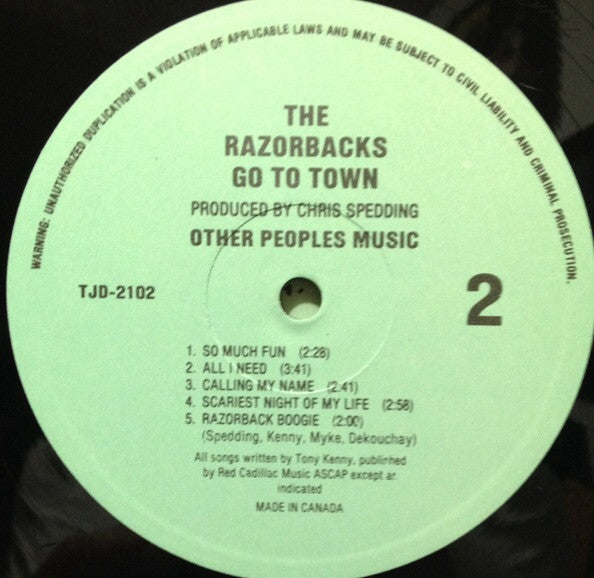 WARNING: UNAUTHORIZED DUPLICATION IS A VIOLATION OF APPLICABLE LAWS AND MAY BE SUBJECT TO CIVIL LIABILITY AND CRIMINAL PROSECUTION.
THE
RAZORBACKS
GO TO TOWN
PRODUCED BY CHRIS SPEDDING
OTHER PEOPLES MUSIC
TJD-2102
2
1. SO MUCH FUN (2:28)
2. ALL I NEED (3:41)
3. CALLING MY NAME (2:41)
4. SCARIEST NIGHT OF MY LIFE (2:58)
5. RAZORBACK BOOGIE (2:00)
(Spedding, Kenny, Myke, Dekouchay)
All songs written by Tony Kenny, published
by Red Cadillac Music ASCAP except ar
indicated
MADE IN CANADA